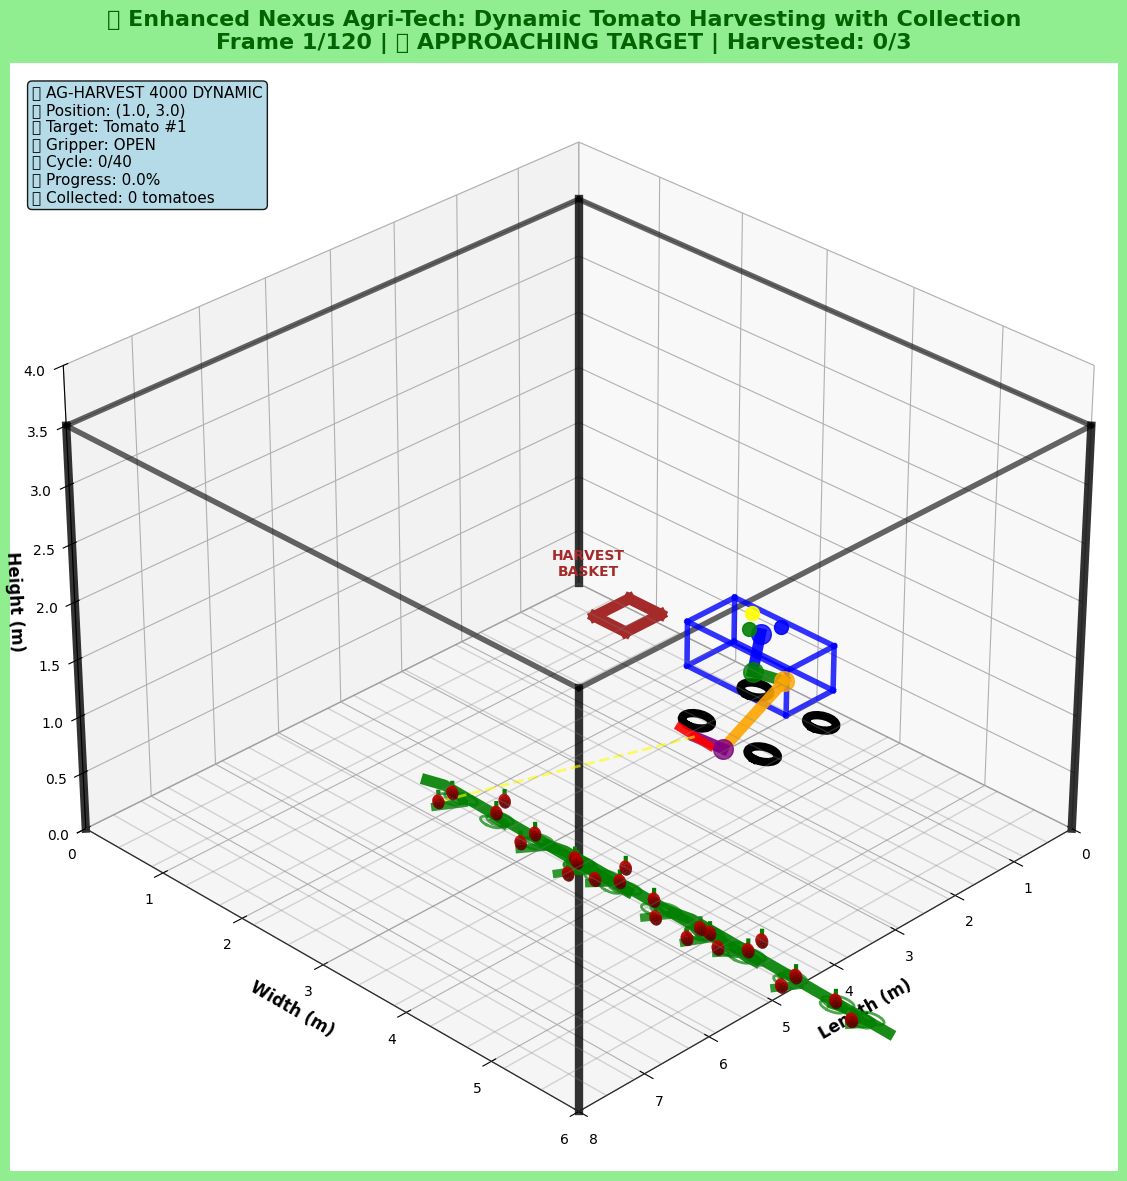 ▯ Enhanced Nexus Agri-Tech: Dynamic Tomato Harvesting with Collection
Frame 1/120 | ▯ APPROACHING TARGET | Harvested: 0/3
▯ AG-HARVEST 4000 DYNAMIC
▯ Position: (1.0, 3.0)
▯ Target: Tomato #1
▯ Gripper: OPEN
▯ Cycle: 0/40
▯ Progress: 0.0%
▯ Collected: 0 tomatoes
4.0
3.5
3.0
2.5
2.0
1.5
1.0
0.5
0.0
Height (m)
HARVEST
BASKET
0
1
2
3
4
5
6
Width (m)
0
1
2
3
4
5
6
7
8
Length (m)